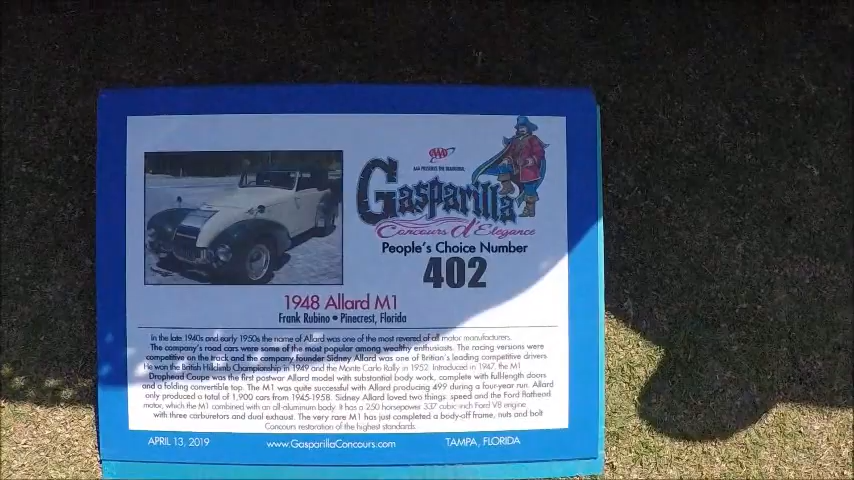 AAA
AAA PRESENTS THE INAUGURAL
Gasparilla
Concours d'Elegance
People's Choice Number
402
1948 Allard M1
Frank Rubino • Pinecrest, Florida
In the late 1940s and early 1950s the name of Allard was one of the most revered of all motor manufacturers.
The company's road cars were some of the most popular among wealthy enthusiasts. The racing versions were
competitive on the track and the company founder Sidney Allard was one of Britian's leading competitive drivers
He won the British Hillclimb Championship in 1949 and the Monte Carlo Rally in 1952. Introduced in 1947, the M1
Drophead Coupe was the first postwar Allard model with substantial body work, complete with full-length doors
and a folding convertible top. The M1 was quite successful with Allard producing 499 during a four-year run. Allard
only produced a total of 1,900 cars from 1945-1958. Sidney Allard loved two things: speed and the Ford flathead
motor, which the M1 combined with an all-aluminum body. It has a 250 horsepower 337 cubic inch Ford V8 engine
with three carburetors and dual exhaust. The very rare M1 has just completed a body-off frame, nuts and bolt
Concours restoration of the highest standards.
APRIL 13, 2019 www.GasparillaConcours.com TAMPA, FLORIDA